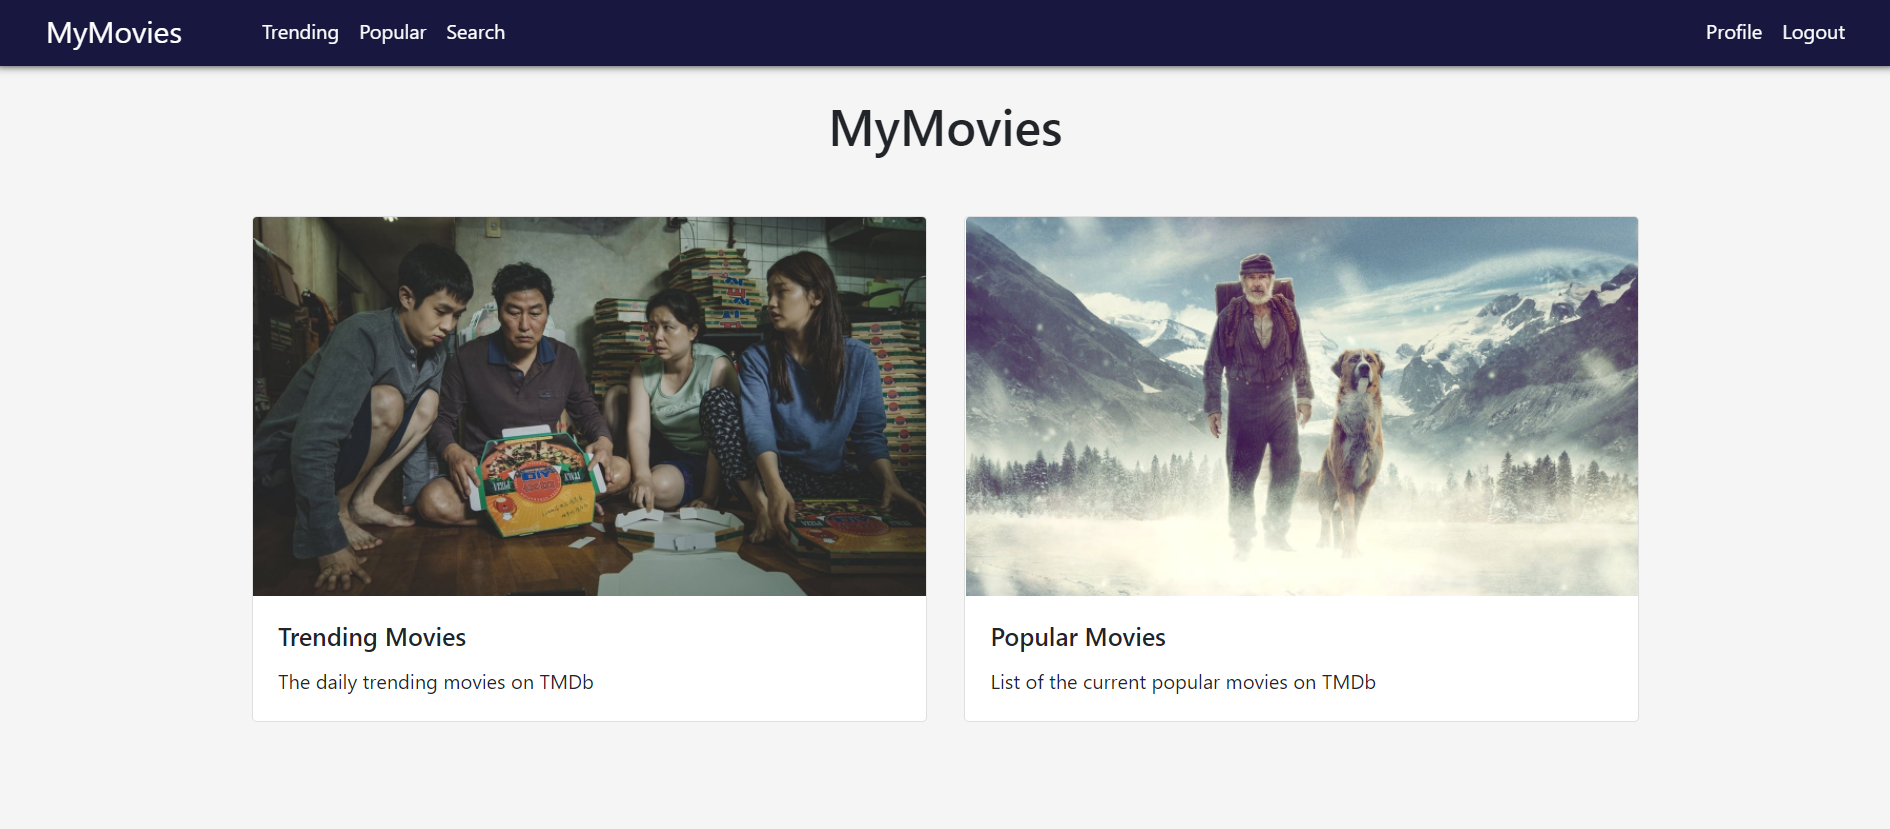 MyMovies
Trending Popular Search
Profile Logout
MyMovies
Trending Movies
The daily trending movies on TMDb
Popular Movies
List of the current popular movies on TMDb